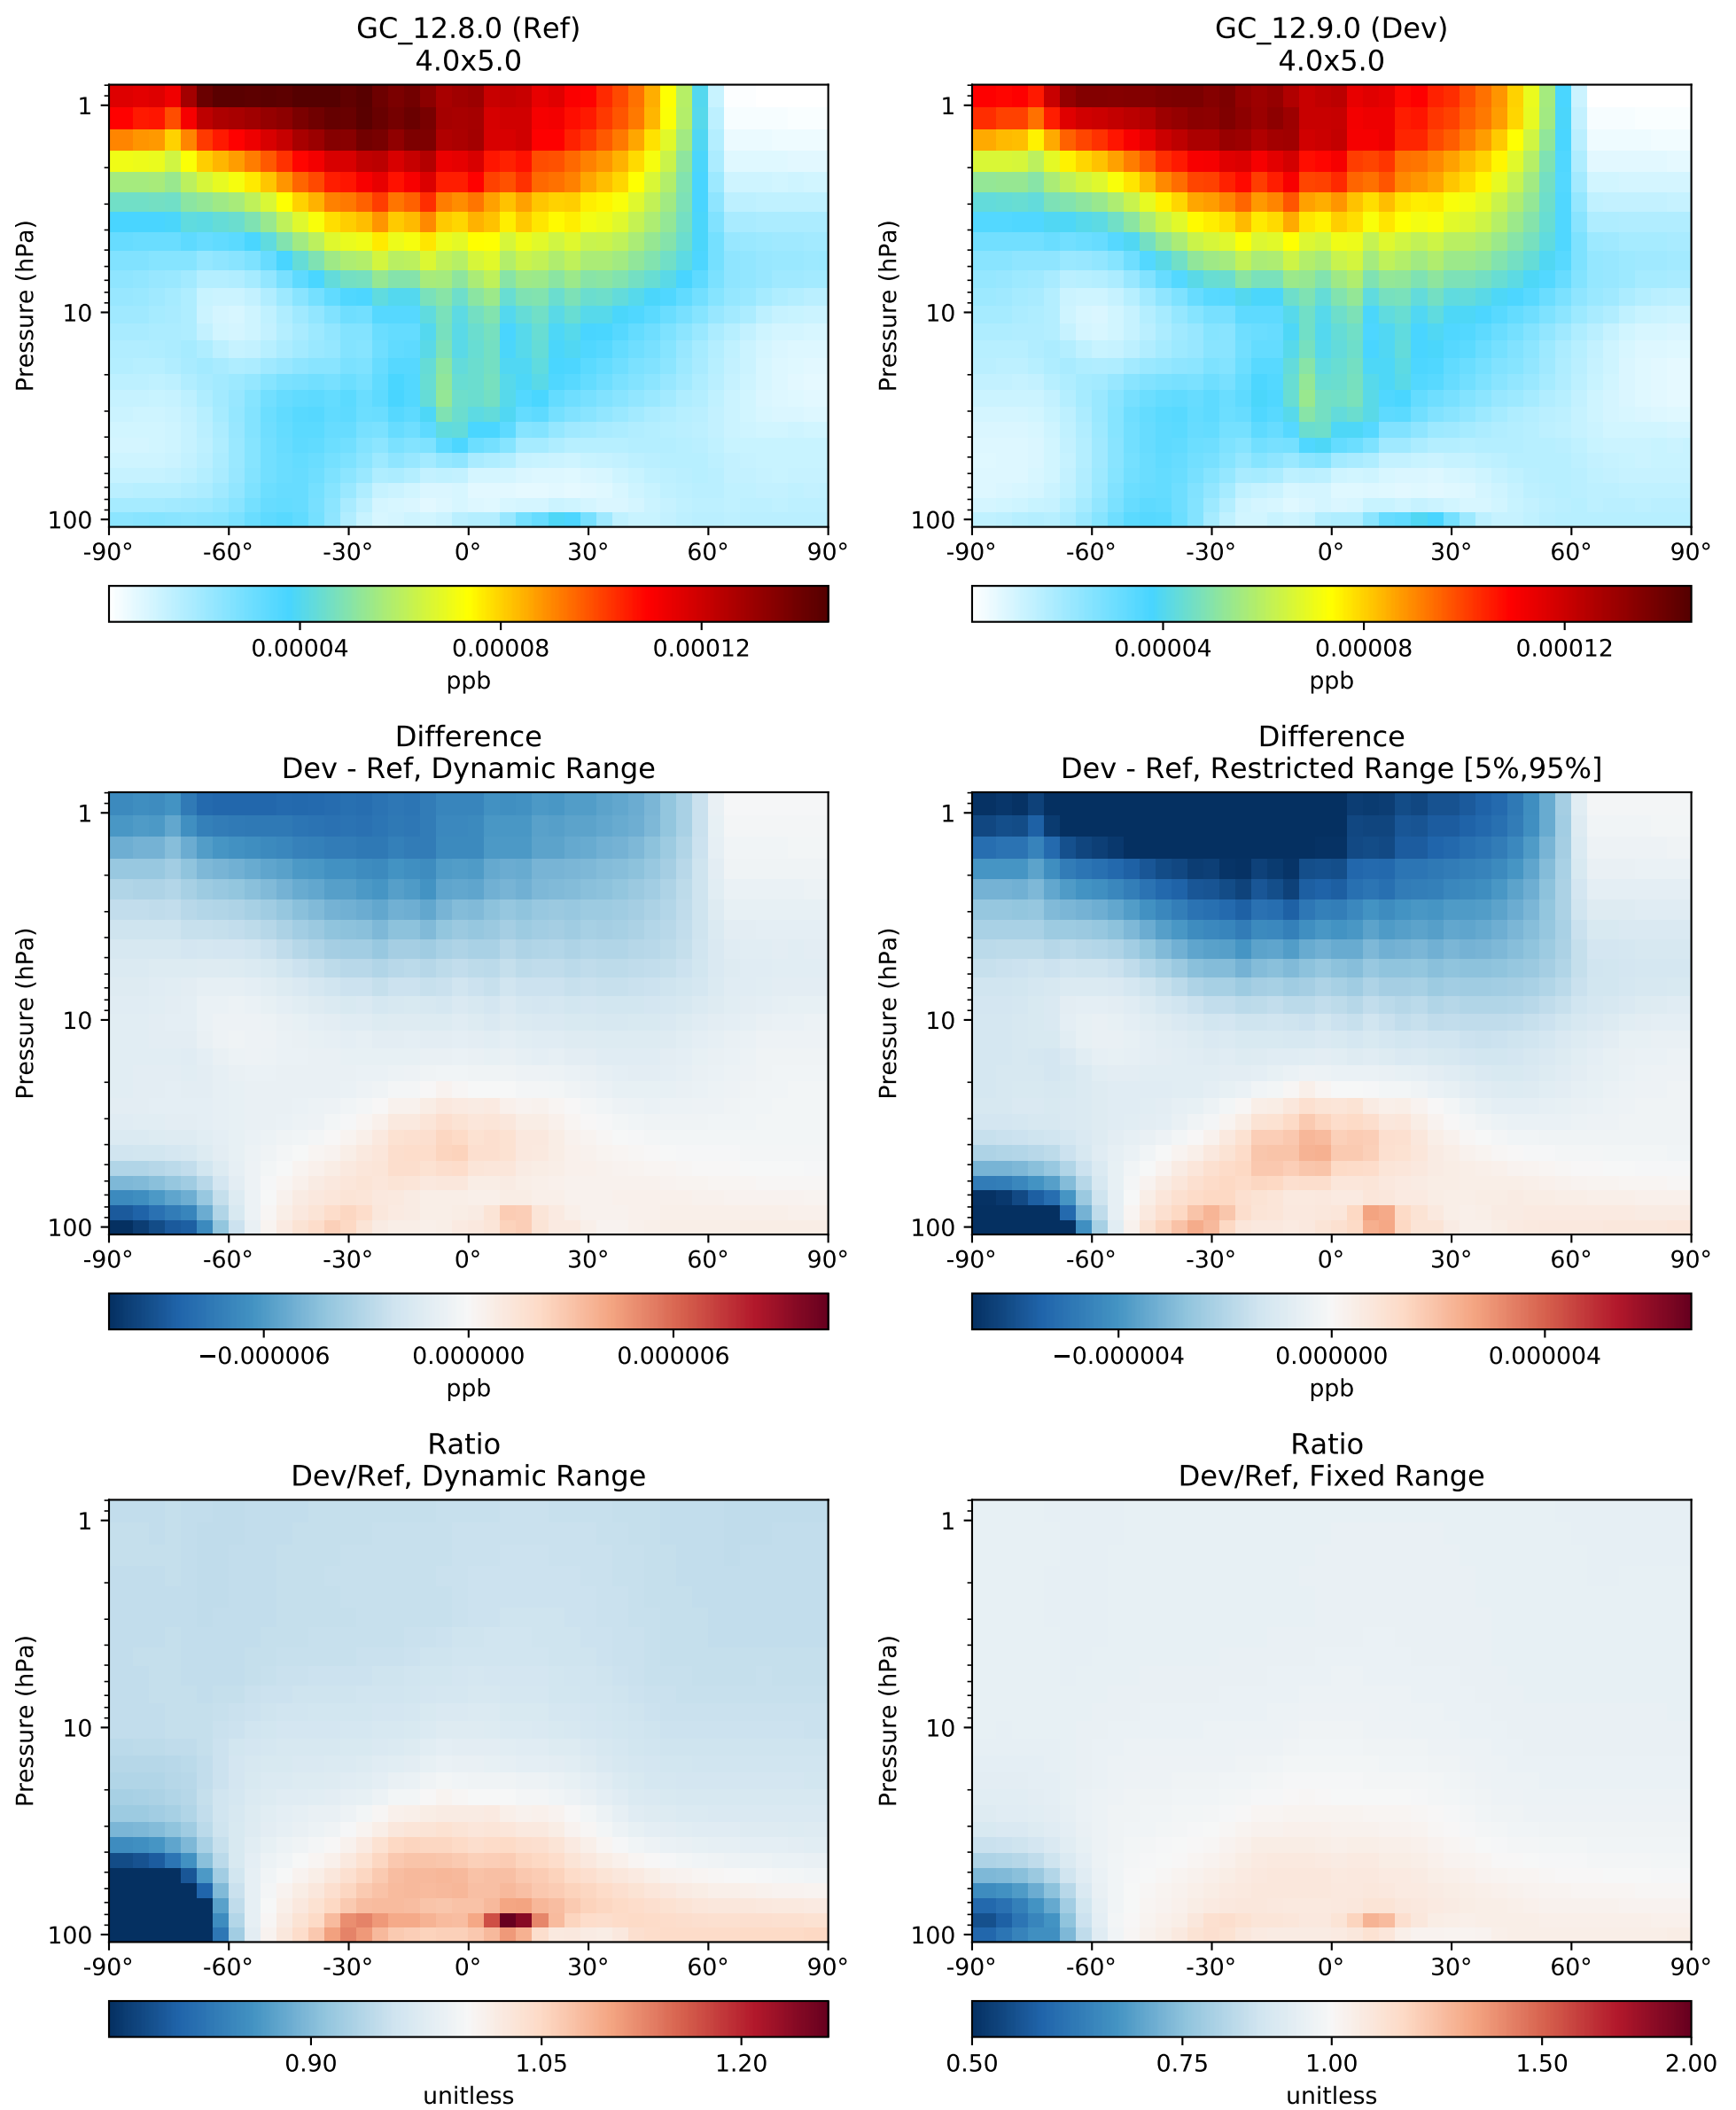 GC_12.8.0 (Ref)
4.0x5.0
Pressure (hPa)
1
10
100
-90° -60° -30° 0° 30° 60° 90°
0.00004 0.00008 0.00012
ppb
GC_12.9.0 (Dev)
4.0x5.0
Pressure (hPa)
1
10
100
-90° -60° -30° 0° 30° 60° 90°
0.00004 0.00008 0.00012
ppb
Difference
Dev - Ref, Dynamic Range
Pressure (hPa)
1
10
100
-90° -60° -30° 0° 30° 60° 90°
−0.000006 0.000000 0.000006
ppb
Difference
Dev - Ref, Restricted Range [5%,95%]
Pressure (hPa)
1
10
100
-90° -60° -30° 0° 30° 60° 90°
−0.000004 0.000000 0.000004
ppb
Ratio
Dev/Ref, Dynamic Range
Pressure (hPa)
1
10
100
-90° -60° -30° 0° 30° 60° 90°
0.90 1.05 1.20
unitless
Ratio
Dev/Ref, Fixed Range
Pressure (hPa)
1
10
100
-90° -60° -30° 0° 30° 60° 90°
0.50 0.75 1.00 1.50 2.00
unitless